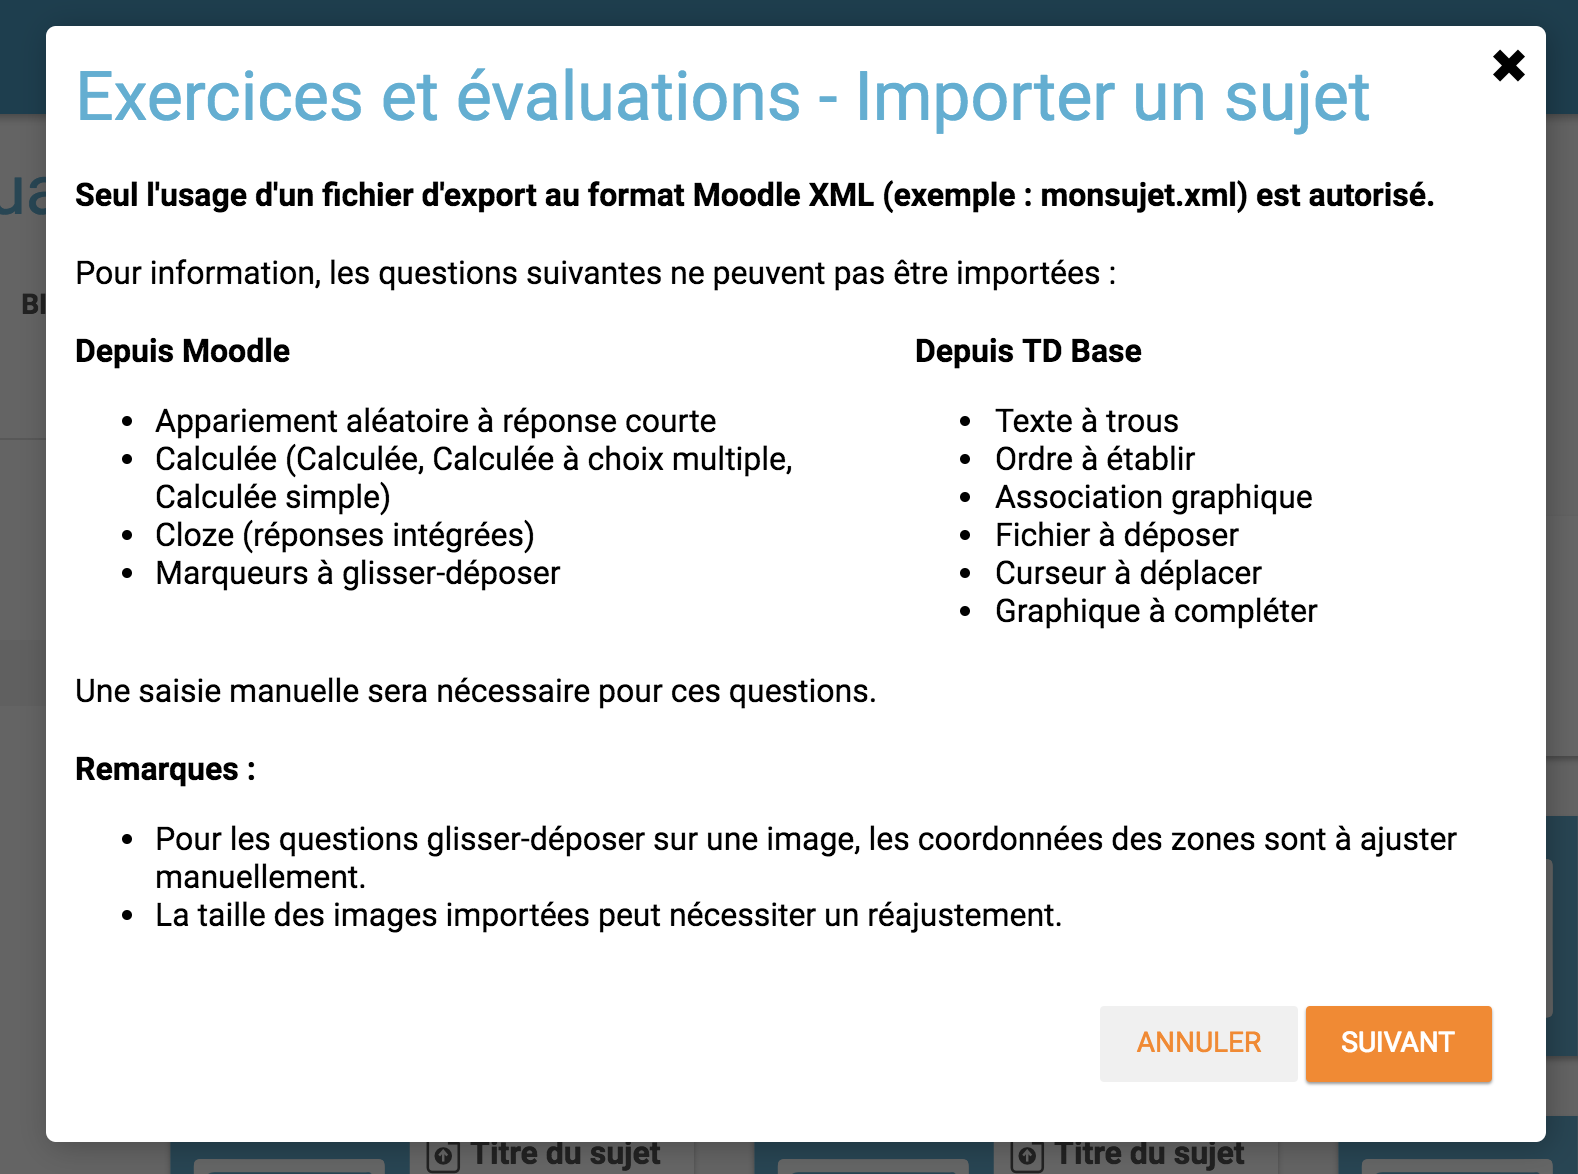 Exercices et évaluations - Importer un sujet
Seul l'usage d'un fichier d'export au format Moodle XML (exemple : monsujet.xml) est autorisé.
Pour information, les questions suivantes ne peuvent pas être importées :
Depuis Moodle
• Appariement aléatoire à réponse courte
• Calculée (Calculée, Calculée à choix multiple,
Calculée simple)
• Cloze (réponses intégrées)
• Marqueurs à glisser-déposer
Depuis TD Base
• Texte à trous
• Ordre à établir
• Association graphique
• Fichier à déposer
• Curseur à déplacer
• Graphique à compléter
Une saisie manuelle sera nécessaire pour ces questions.
Remarques :
• Pour les questions glisser-déposer sur une image, les coordonnées des zones sont à ajuster
manuellement.
• La taille des images importées peut nécessiter un réajustement.
ANNULER
SUIVANT
Titre du sujet
Titre du sujet